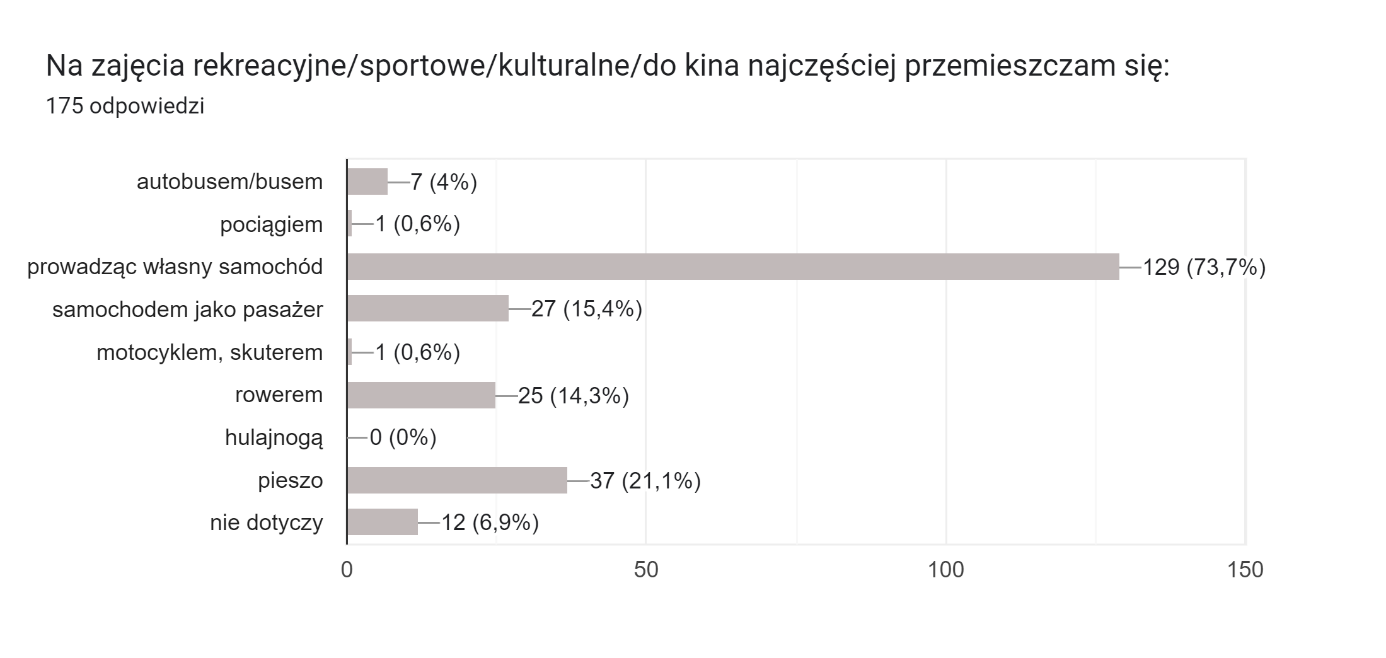 Na zajęcia rekreacyjne/sportowe/kulturalne/do kina najczęściej przemieszczam się:
175 odpowiedzi
autobusem/busem 7 (4%)
pociągiem 1 (0,6%)
prowadząc własny samochód 129 (73,7%)
samochodem jako pasażer 27 (15,4%)
motocyklem, skuterem 1 (0,6%)
rowerem 25 (14,3%)
hulajnogą 0 (0%)
pieszo 37 (21,1%)
nie dotyczy 12 (6,9%)
0 50 100 150